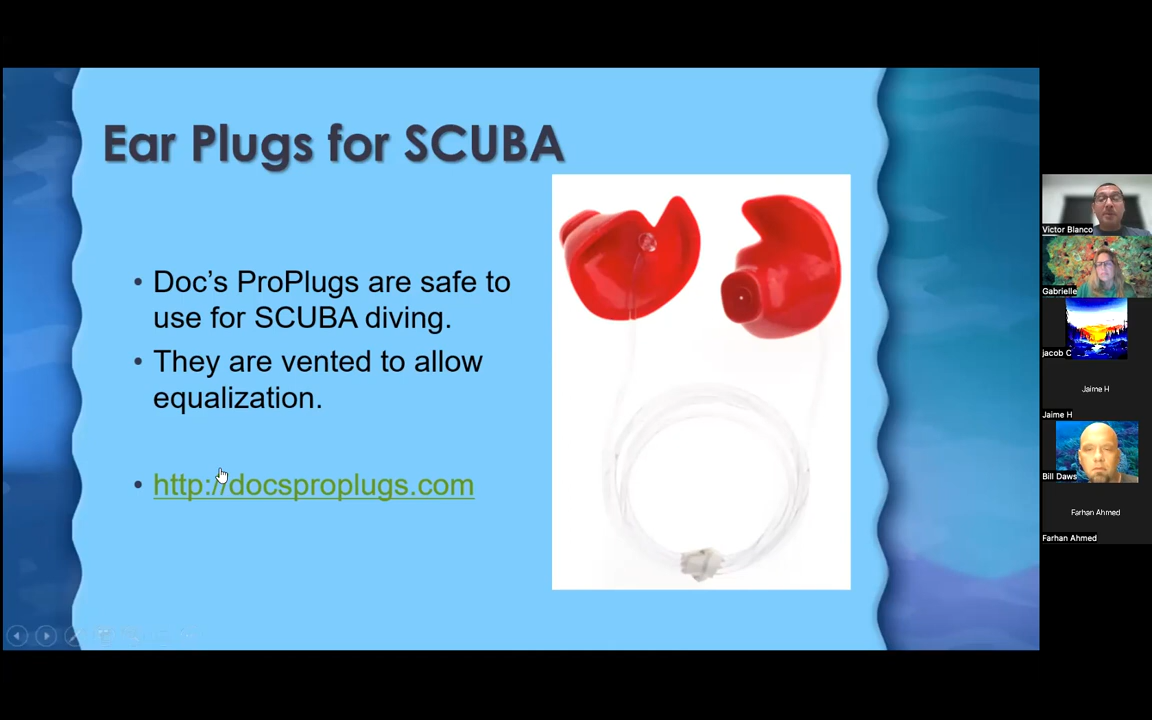 Ear Plugs for SCUBA
• Doc’s ProPlugs are safe to
use for SCUBA diving.
• They are vented to allow
equalization.
• http://docsproplugs.com
Victor Blanco
Gabrielle
jacob C
Jaime H
Jaime H
Bill Daws
Farhan Ahmed
Farhan Ahmed